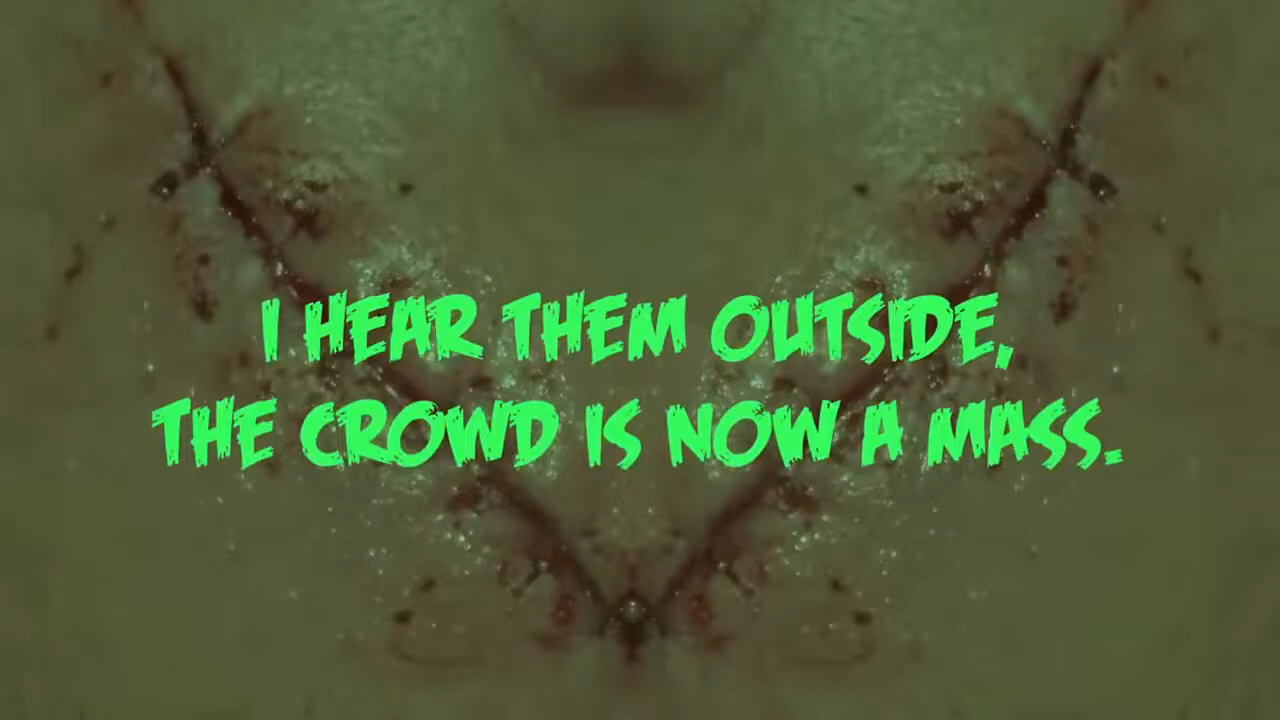 I HEAR THEM OUTSIDE,
THE CROWD IS NOW A MASS.